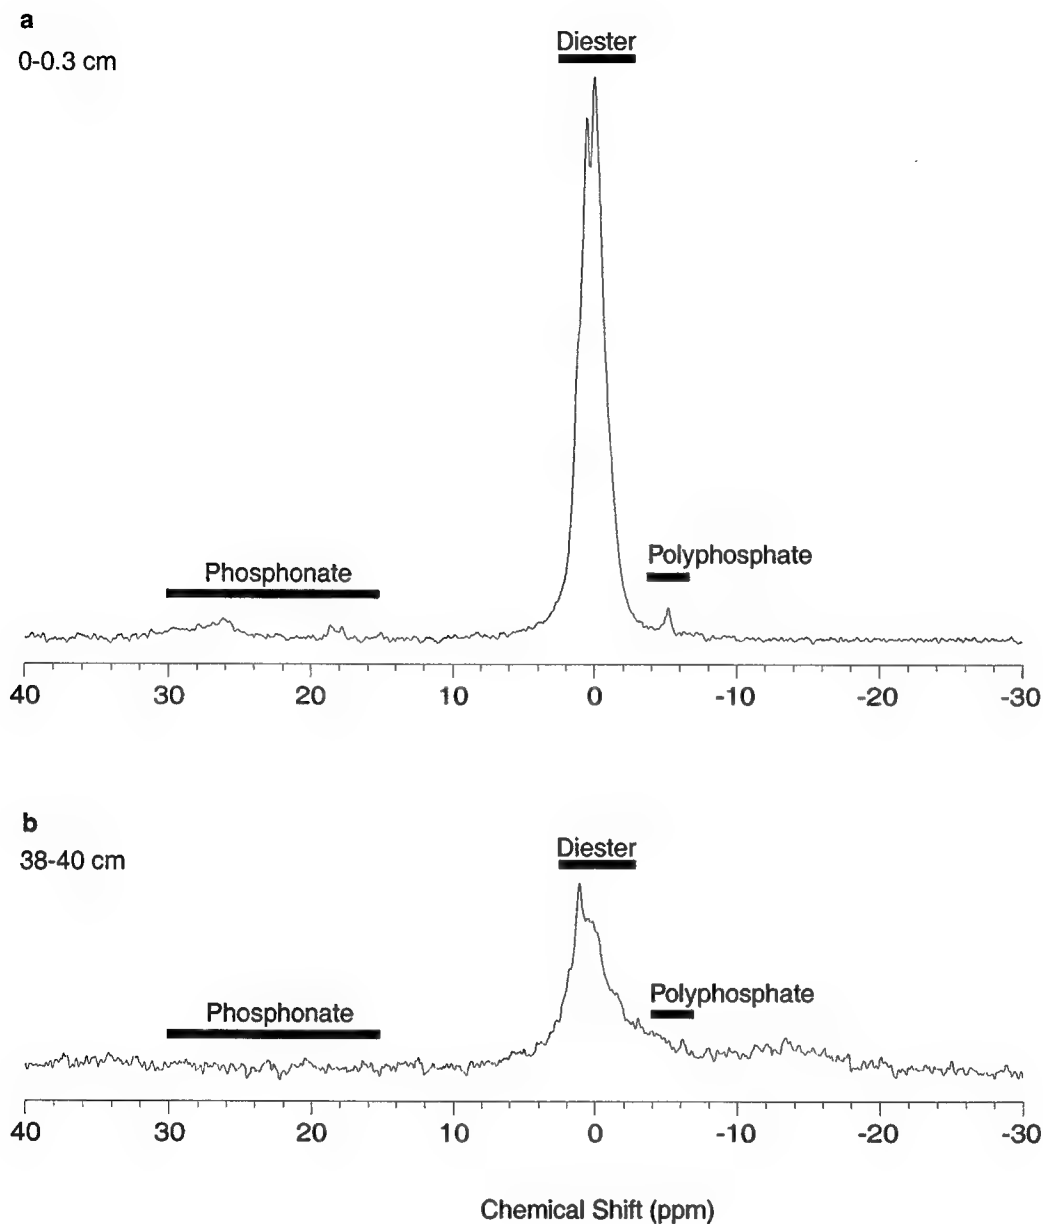 a
0-0.3 cm
Diester
Phosphonate
Polyphosphate
40 30 20 10 0 -10 -20 -30
b
38-40 cm
Diester
Phosphonate
Polyphosphate
40 30 20 10 0 -10 -20 -30
Chemical Shift (ppm)